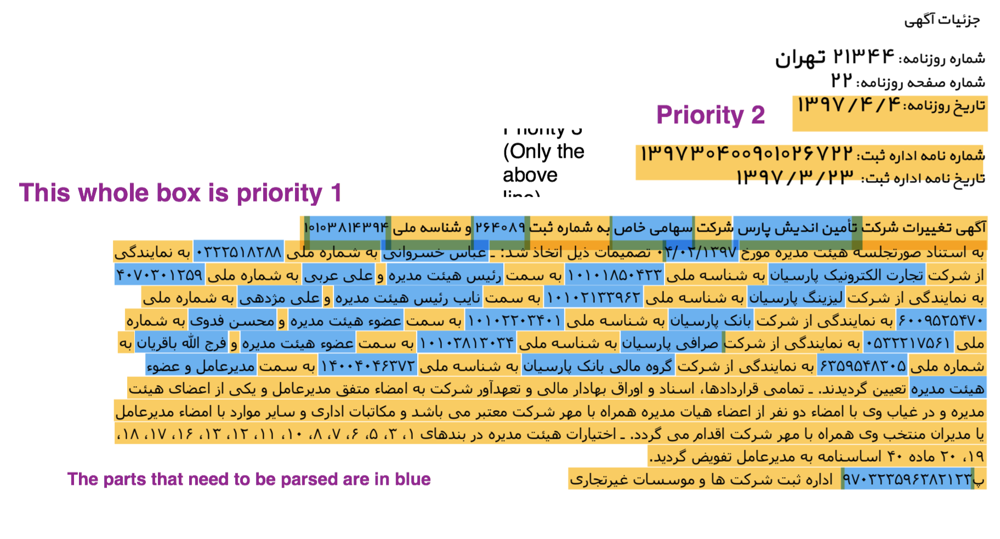 جزئیات آگهی
شماره روزنامه: ۲۱۳۴۴ تهران
شماره صفحه روزنامه: ۲۲
تاریخ روزنامه: ۱۳۹۷/۴/۴
Priority 2
Priority 3
(Only the
above
line)
شماره نامه اداره ثبت: ۱۳۹۷۳۰۴۰۰۹۰۱۰۲۶۷۲۲
تاریخ نامه اداره ثبت: ۱۳۹۷/۳/۲۳
This whole box is priority 1
آگهی تغییرات شرکت تأمین اندیش پارس شرکت سهامی خاص به شماره ثبت ۲۶۴۰۸۹ و شناسه ملی ۱۰۱۰۳۸۱۴۳۹۴
به استناد صورتجلسه هیئت مدیره مورخ ۰۴/۰۲/۱۳۹۷ تصمیمات ذیل اتخاذ شد: ـ عباس خسروانی به شماره ملی ۰۳۲۲۵۱۸۲۸۸ به نمایندگی
از شرکت تجارت الکترونیک پارسیان به شناسه ملی ۱۰۱۰۱۸۵۰۴۲۳ به سمت رئیس هیئت مدیره و علی عربی به شماره ملی ۴۰۷۰۳۰۱۲۵۹
به نمایندگی از شرکت لیزینگ پارسیان به شناسه ملی ۱۰۱۰۲۱۳۳۹۶۲ به سمت نایب رئیس هیئت مدیره و علی مژدهی به شماره ملی
۶۰۰۹۵۲۵۴۷۰ به نمایندگی از شرکت بانک پارسیان به شناسه ملی ۱۰۱۰۲۲۰۳۴۰۱ به سمت عضوء هیئت مدیره و محسن فدوی به شماره
ملی ۰۵۳۲۲۱۷۵۶۱ به نمایندگی از شرکت صرافی پارسیان به شناسه ملی ۱۰۱۰۳۸۱۳۰۳۴ به سمت عضوء هیئت مدیره و فرج الله باقریان به
شماره ملی ۶۳۵۹۵۴۸۳۰۵ به نمایندگی از شرکت گروه مالی بانک پارسیان به شناسه ملی ۱۴۰۰۴۰۴۶۳۷۲ به سمت مدیرعامل و عضوء
هیئت مدیره تعیین گردیدند. ـ تمامی قراردادها، اسناد و اوراق بهادار مالی و تعهدآور شرکت به امضاء متفق مدیرعامل و یکی از اعضای هیئت
مدیره و در غیاب وی با امضاء دو نفر از اعضاء هیات مدیره همراه با مهر شرکت معتبر می باشد و مکاتبات اداری و سایر موارد با امضاء مدیرعامل
یا مدیران منتخب وی همراه با مهر شرکت اقدام می گردد. ـ اختیارات هیئت مدیره در بندهای ۱، ۳، ۵، ۶، ۷، ۸، ۱۰، ۱۱، ۱۲، ۱۳، ۱۶، ۱۷، ۱۸،
۱۹، ۲۰ ماده ۴۰ اساسنامه به مدیرعامل تفویض گردید.
پ۹۷۰۳۲۳۵۹۶۳۸۲۱۲۳ اداره ثبت شرکت ها و موسسات غیرتجاری
The parts that need to be parsed are in blue